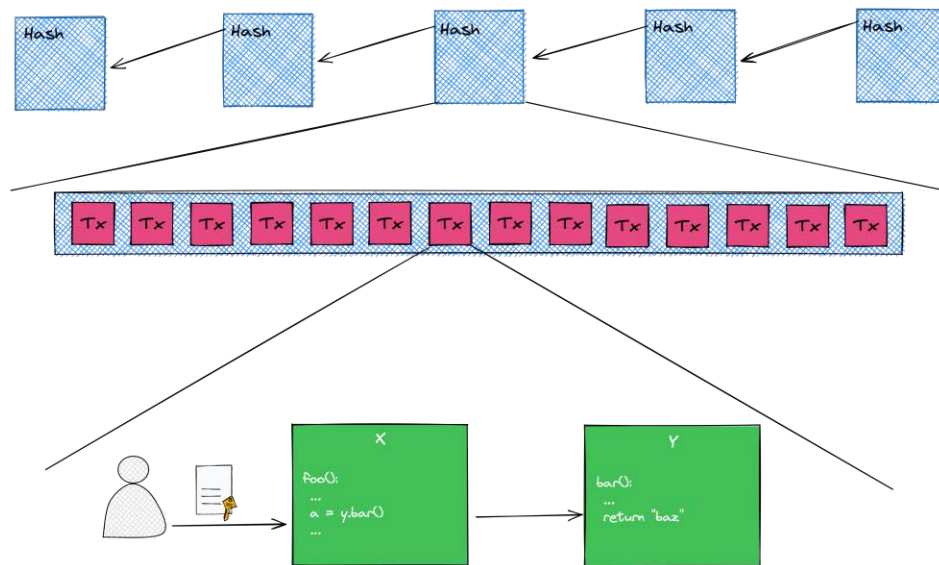 Hash
Hash
Hash
Hash
Hash
Tx
Tx
Tx
Tx
Tx
Tx
Tx
Tx
Tx
Tx
Tx
Tx
Tx
Tx
X
foo():
...
a = y.bar()
...
Y
bar():
...
return "baz"